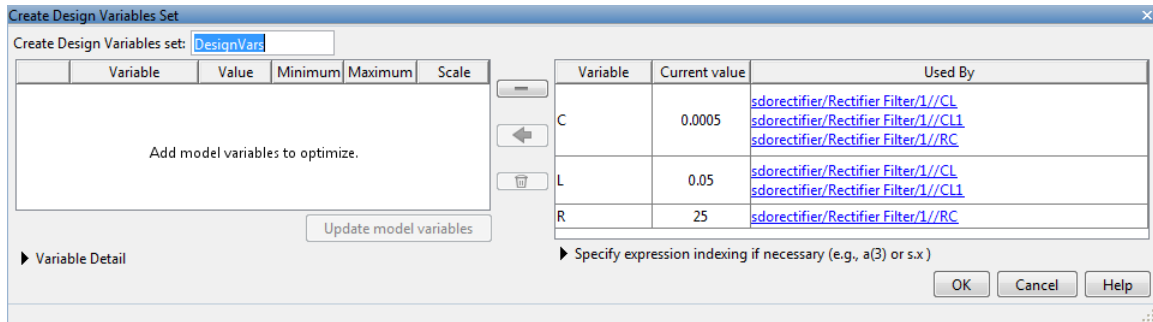 Create Design Variables Set
Create Design Variables set: DesignVars
Variable Value Minimum Maximum Scale
Add model variables to optimize.
Update model variables
Variable Detail
Variable Current value Used By
C 0.0005 sdorectifier/Rectifier Filter/1//CL
sdorectifier/Rectifier Filter/1//CL1
sdorectifier/Rectifier Filter/1//RC
L 0.05 sdorectifier/Rectifier Filter/1//CL
sdorectifier/Rectifier Filter/1//CL1
R 25 sdorectifier/Rectifier Filter/1//RC
Specify expression indexing if necessary (e.g., a(3) or s.x )
OK Cancel Help